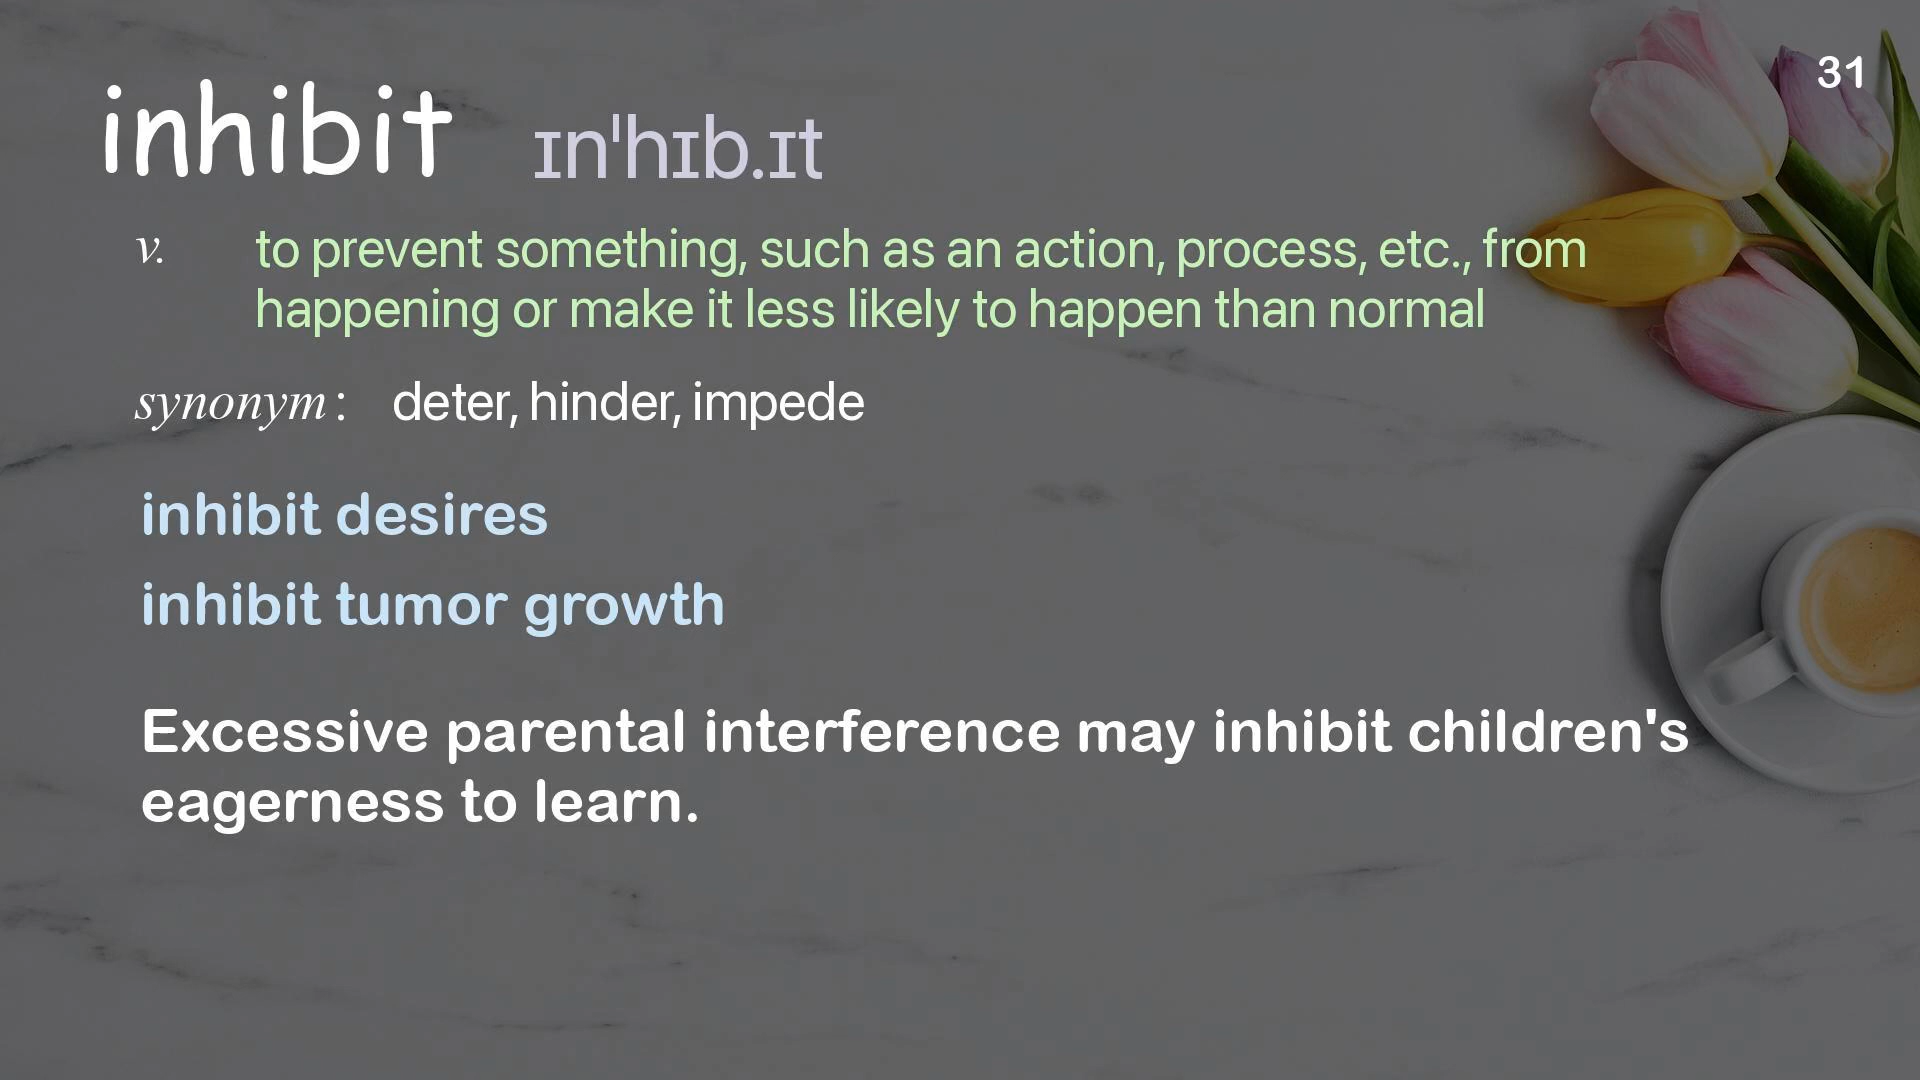 31
inhibit ɪnˈhɪb.ɪt
v. to prevent something, such as an action, process, etc., from
happening or make it less likely to happen than normal
synonym: deter, hinder, impede
inhibit desires
inhibit tumor growth
Excessive parental interference may inhibit children's
eagerness to learn.